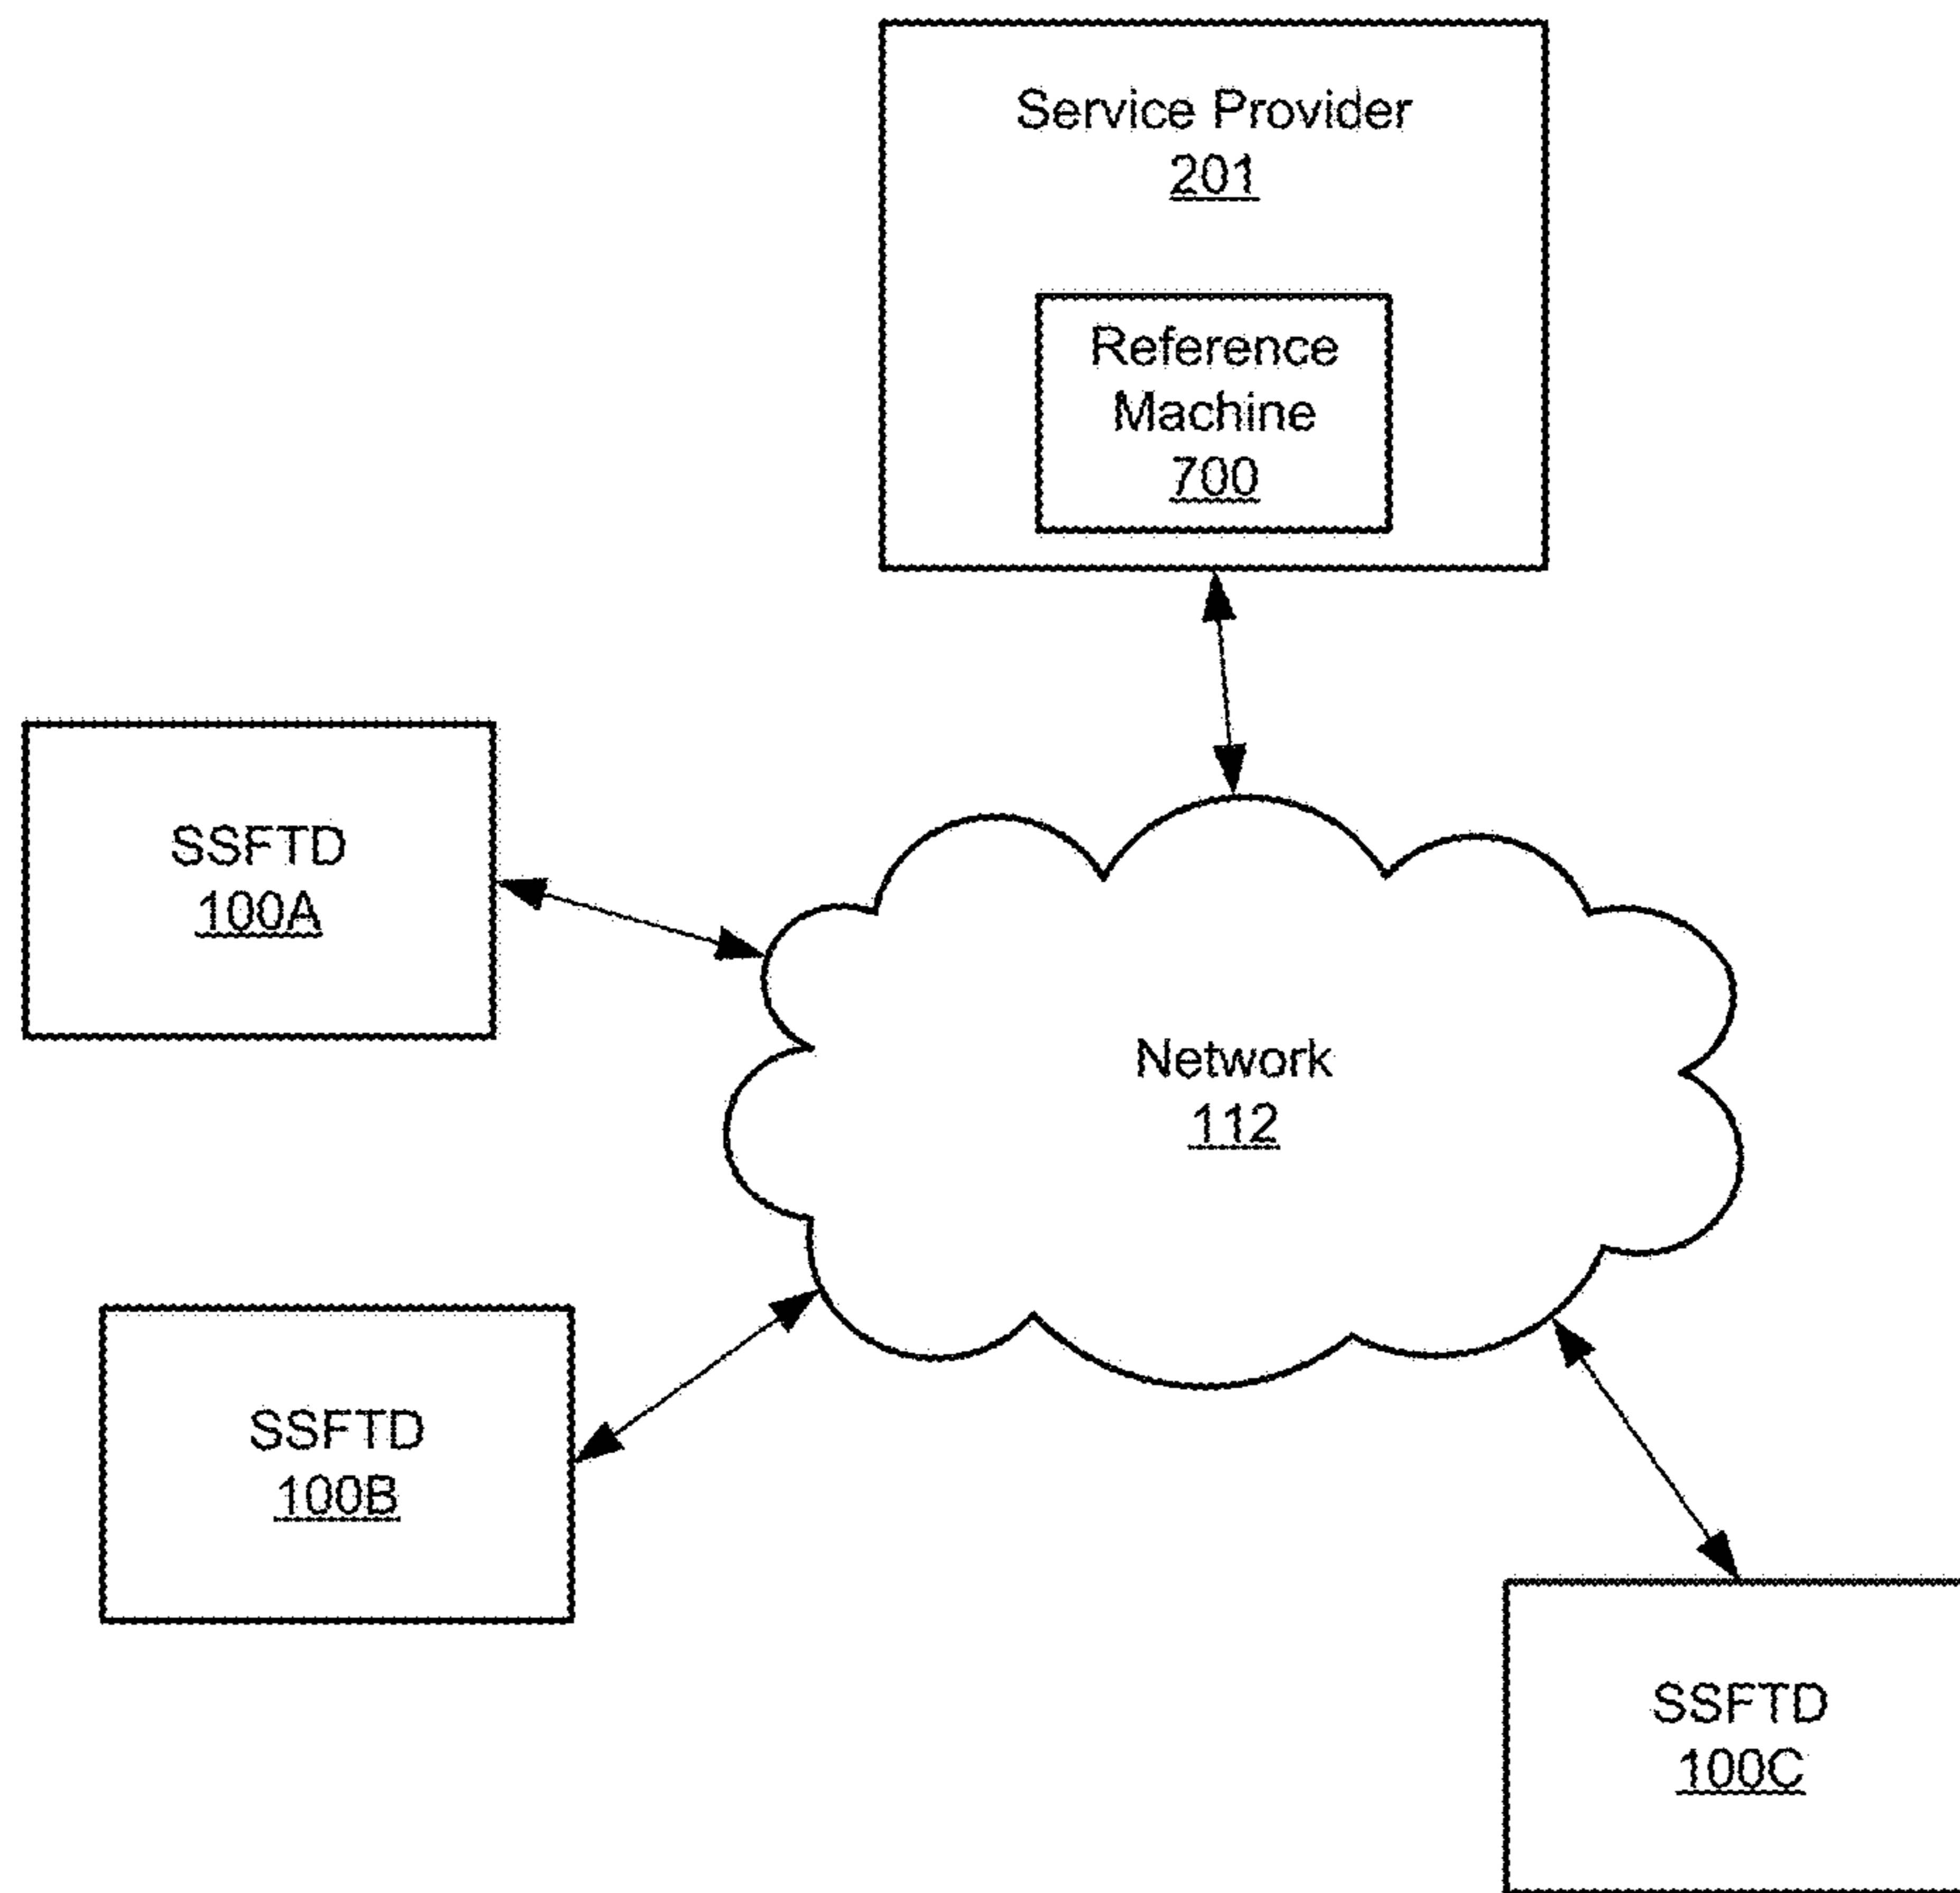 Service Provider
201
Reference
Machine
700
SSFTD
100A
Network
112
SSFTD
100B
SSFTD
100C